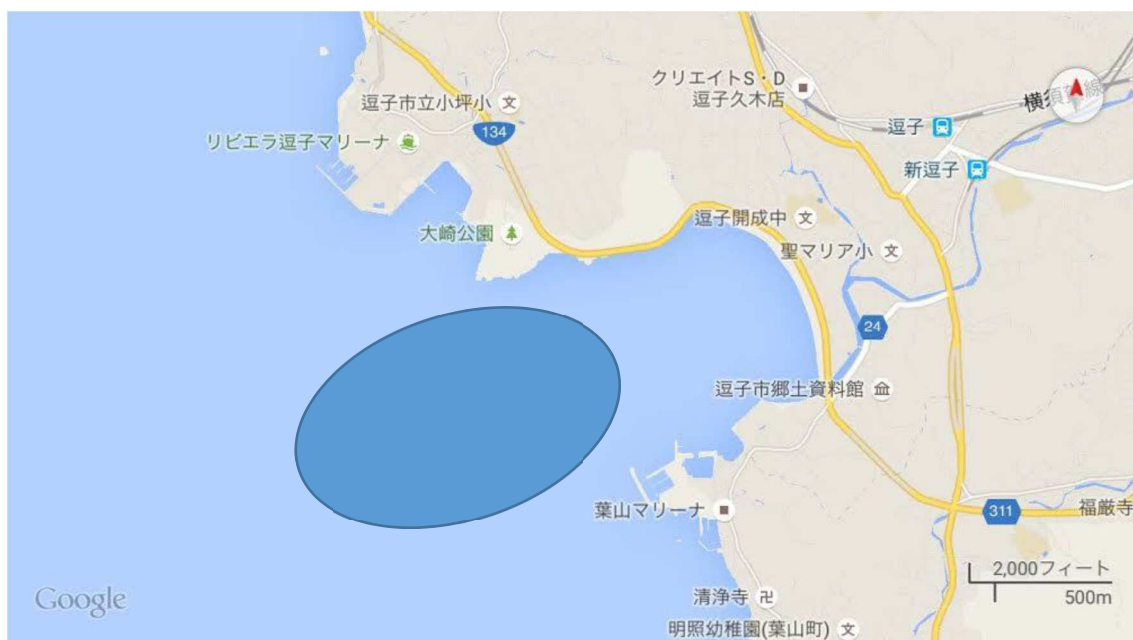 クリエイトS・D
逗子久木店
横須賀線
逗子市立小坪小
134
逗子
リビエラ逗子マリーナ
新逗子
逗子開成中
大崎公園
聖マリア小
24
逗子市郷土資料館
葉山マリーナ
311
福厳寺
2,000フィート
500m
Google
清浄寺
明照幼稚園(葉山町)